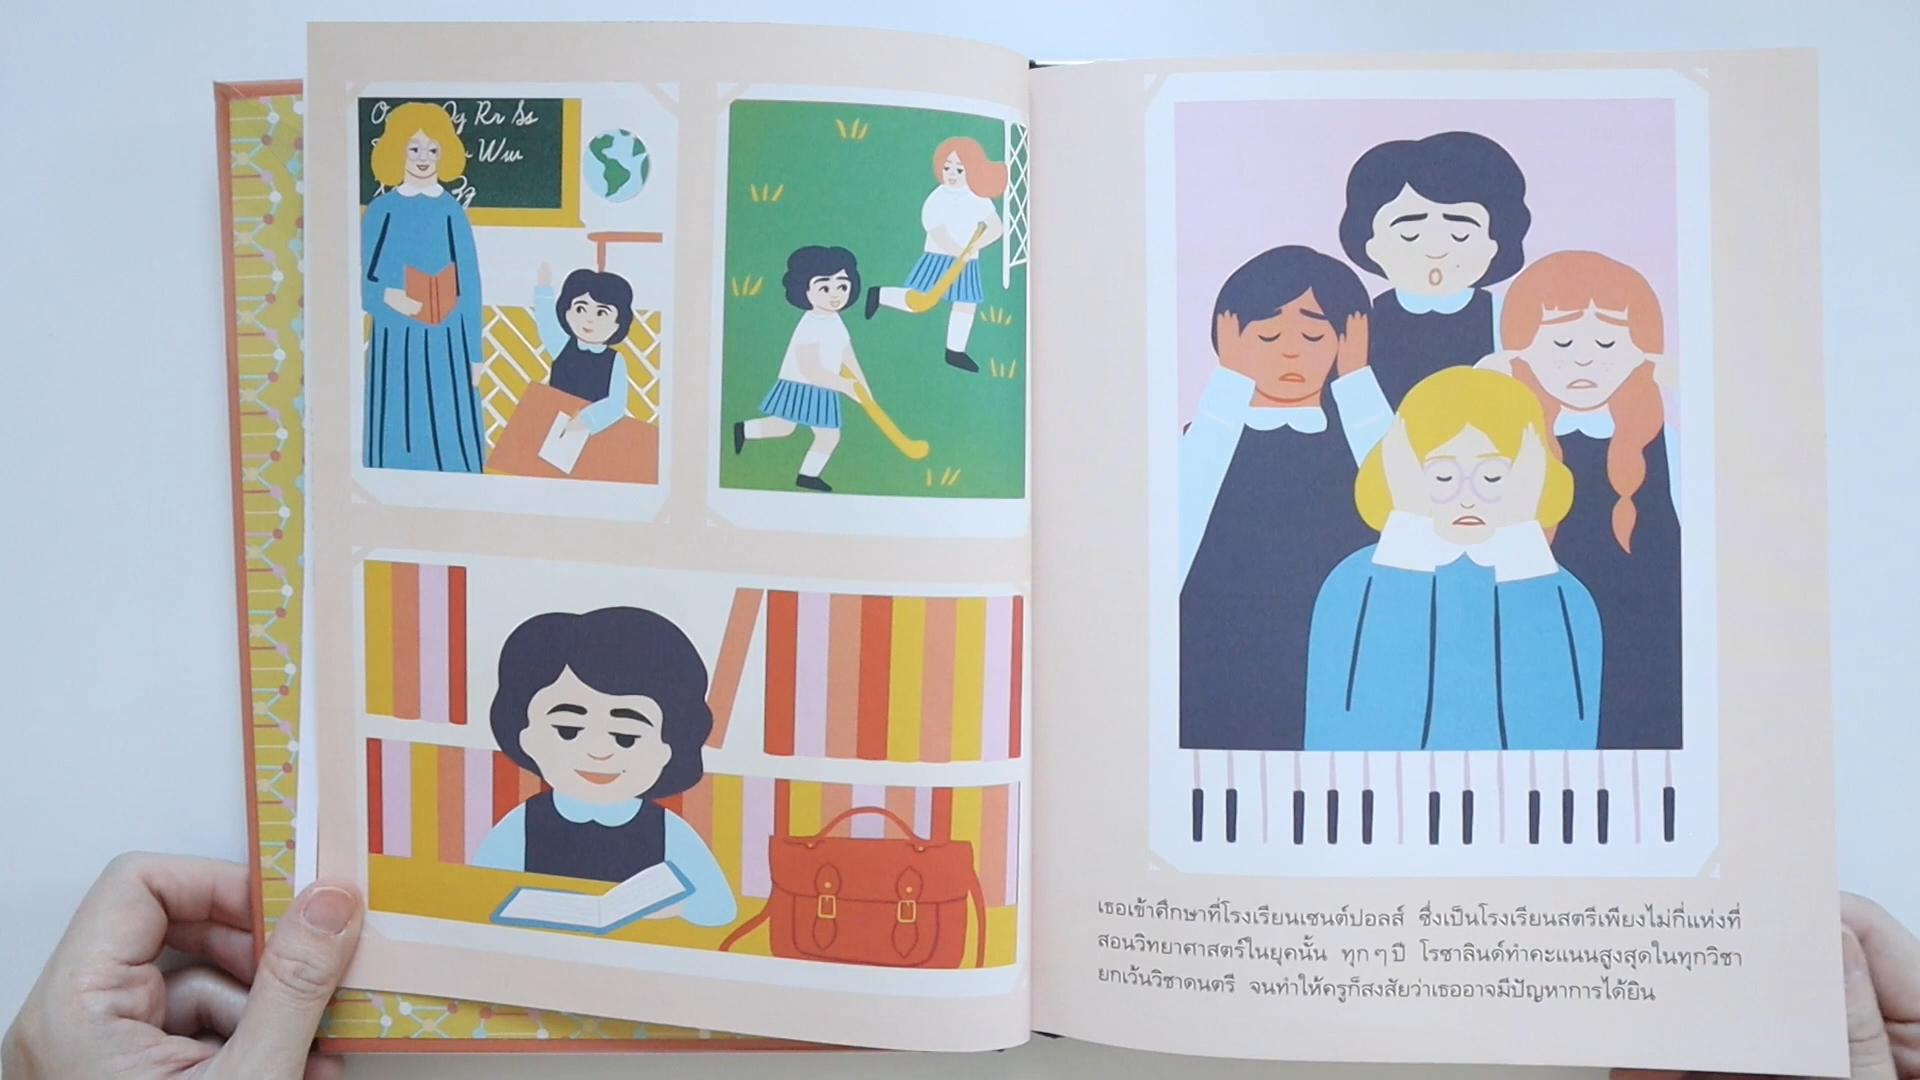 Qq Rr Ss
Ww
Zz
เธอเข้าศึกษาที่โรงเรียนเซนต์ปอลส์ ซึ่งเป็นโรงเรียนสตรีเพียงไม่กี่แห่งที่
สอนวิทยาศาสตร์ในยุคนั้น ทุก ๆ ปี โรซาลินด์ทำคะแนนสูงสุดในทุกวิชา
ยกเว้นวิชาดนตรี จนทำให้ครูก็สงสัยว่าเธออาจมีปัญหาการได้ยิน